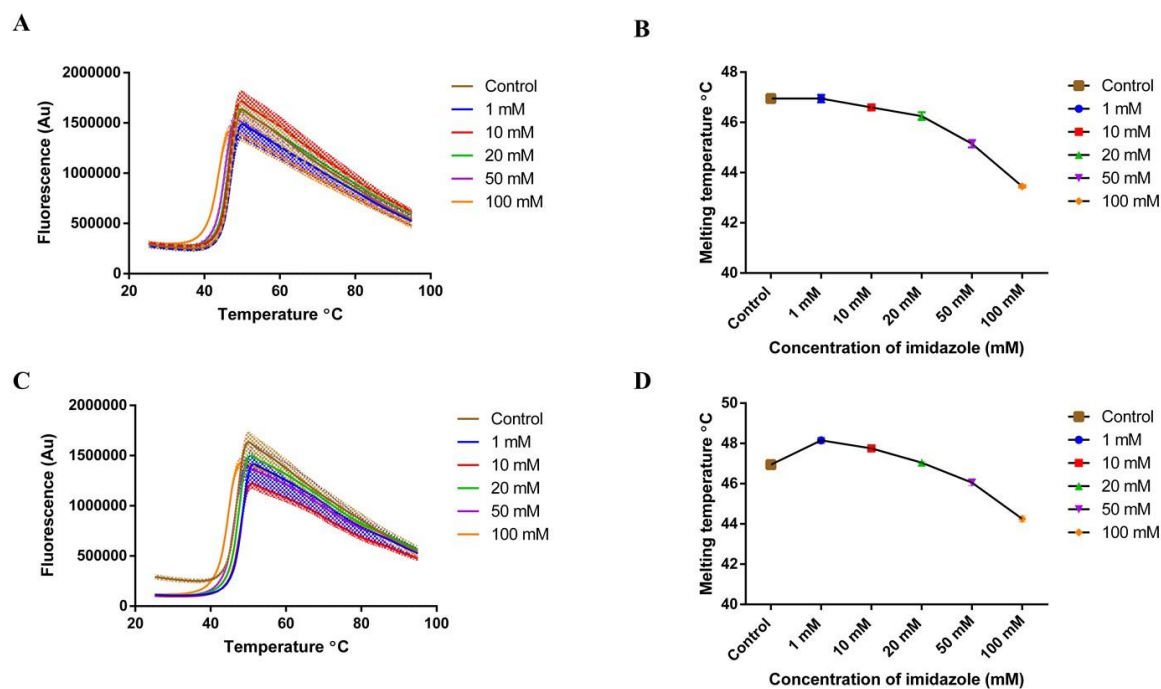 A
Fluorescence (Au)
2000000
1500000
1000000
500000
0
20 40 60 80 100
Temperature °C
Control
1 mM
10 mM
20 mM
50 mM
100 mM
B
Melting temperature °C
48
46
44
42
40
Control 1 mM 10 mM 20 mM 50 mM 100 mM
Concentration of imidazole (mM)
Control
1 mM
10 mM
20 mM
50 mM
100 mM
C
Fluorescence (Au)
2000000
1500000
1000000
500000
0
20 40 60 80 100
Temperature °C
Control
1 mM
10 mM
20 mM
50 mM
100 mM
D
Melting temperature °C
50
48
46
44
42
40
Control 1 mM 10 mM 20 mM 50 mM 100 mM
Concentration of imidazole (mM)
Control
1 mM
10 mM
20 mM
50 mM
100 mM